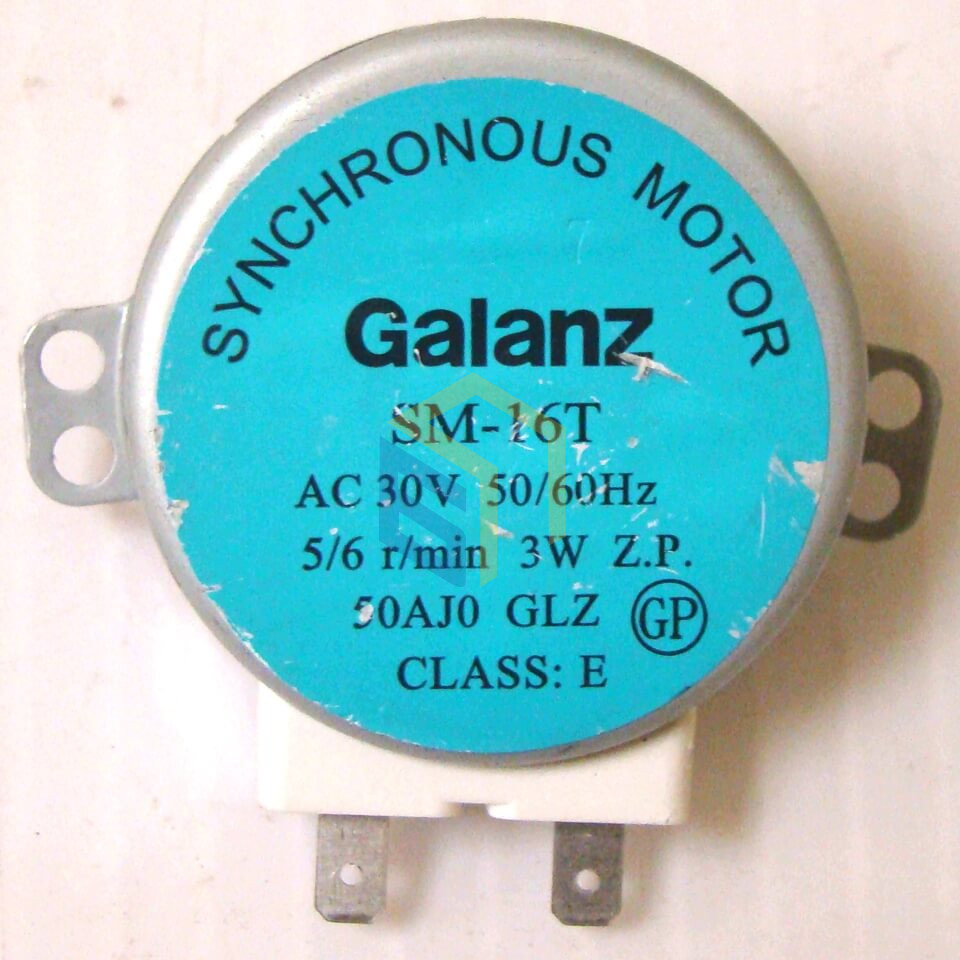 SYNCHRONOUS MOTOR
Galanz
SM-16T
AC 30V 50/60Hz
5/6 r/min 3W Z.P.
50AJ0 GLZ GP
CLASS: E